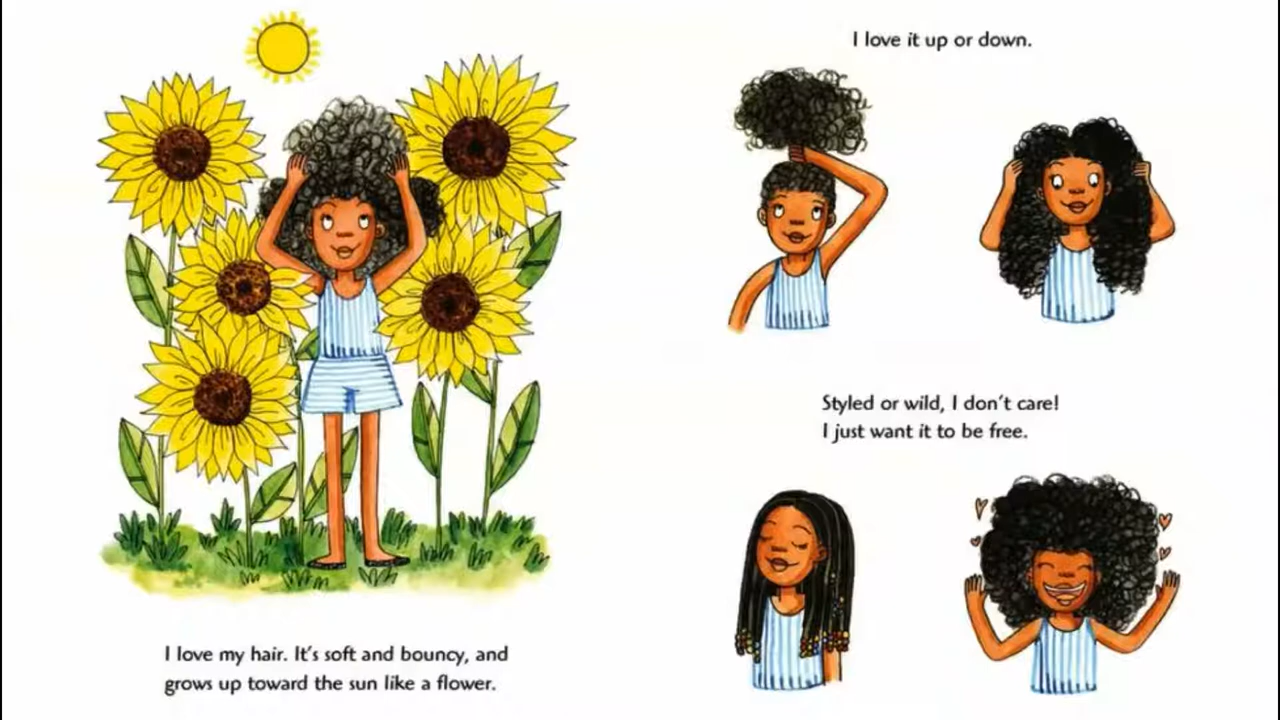 I love my hair. It's soft and bouncy, and
grows up toward the sun like a flower.
I love it up or down.
Styled or wild, I don't care!
I just want it to be free.